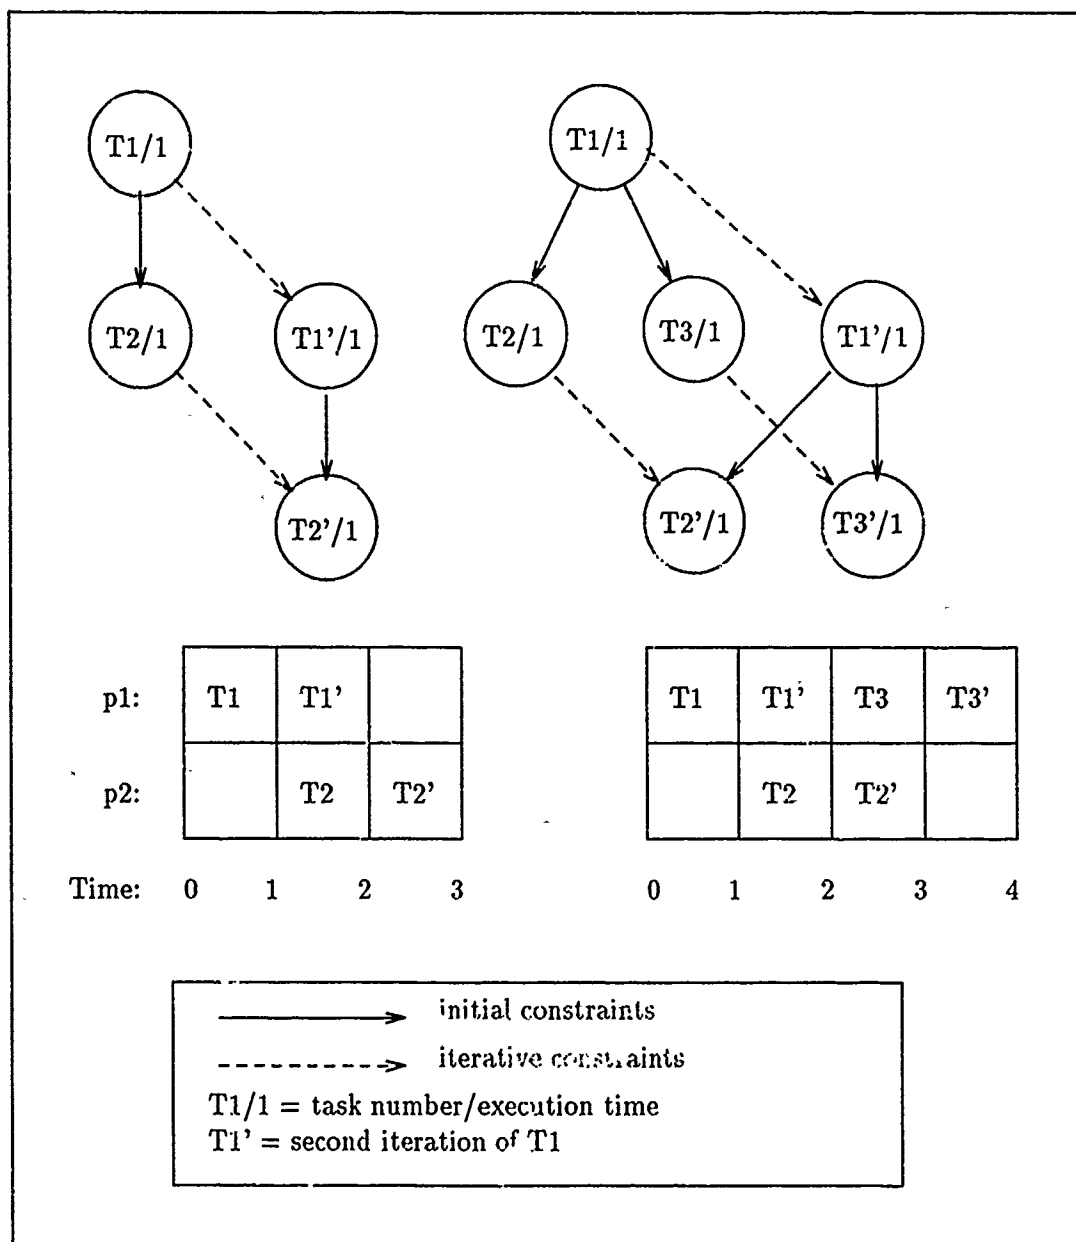 T1/1 T1/1
T2/1 T1'/1 T2/1 T3/1 T1'/1
T2'/1 T2'/1 T3'/1
p1: T1 T1' T1 T1' T3 T3'
p2: T2 T2' T2 T2'
Time: 0 1 2 3 0 1 2 3 4
initial constraints
iterative constraints
T1/1 = task number/execution time
T1' = second iteration of T1